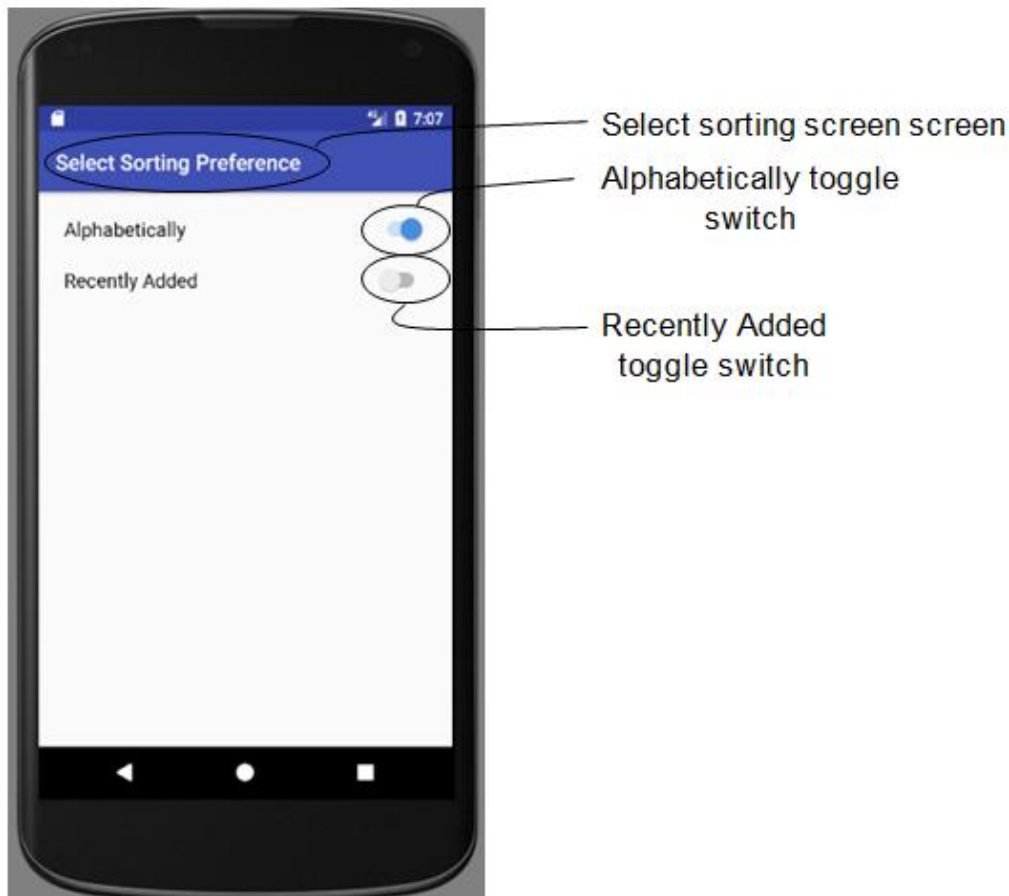 7:07
Select Sorting Preference
Alphabetically
Recently Added
Select sorting screen screen
Alphabetically toggle
switch
Recently Added
toggle switch